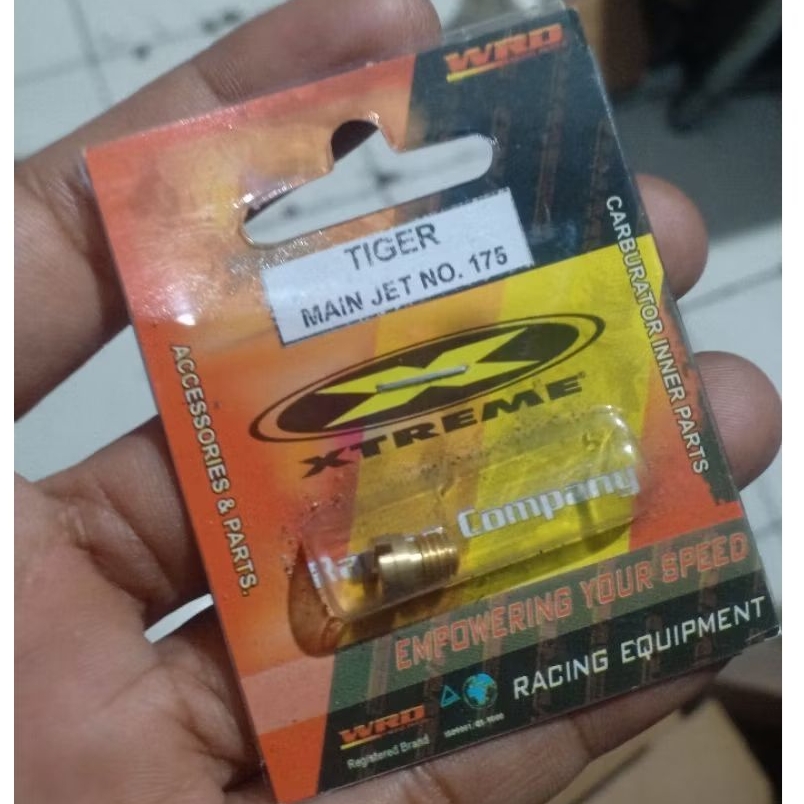 WRD
TIGER
MAIN JET NO. 175
CARBURATOR INNER PARTS
XTREME
ACCESSORIES & PARTS.
Company
EMPOWERING YOUR SPEED
RACING EQUIPMENT
WRD
Registered Brand